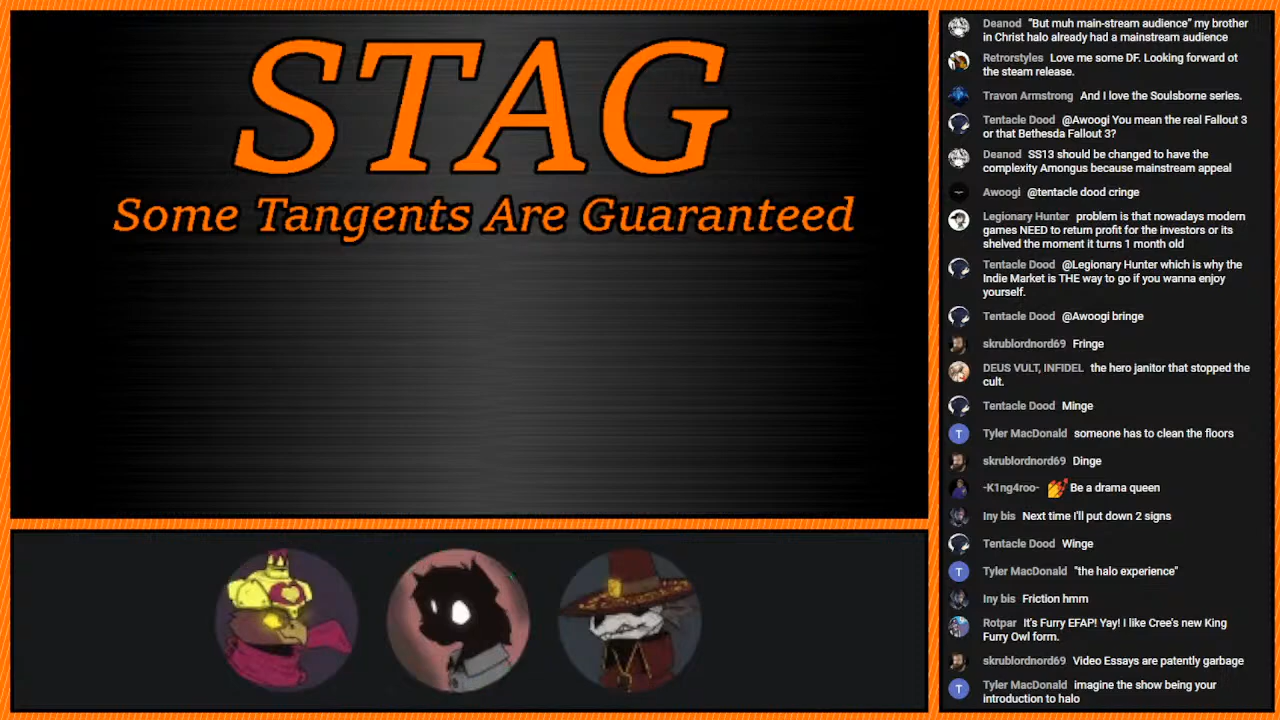 STAG
Some Tangents Are Guaranteed
Deanod "But muh main-stream audience" my brother
in Christ halo already had a mainstream audience
Retrorstyles Love me some DF. Looking forward ot
the steam release.
Travon Armstrong And I love the Soulsborne series.
Tentacle Dood @Awoogi You mean the real Fallout 3
or that Bethesda Fallout 3?
Deanod SS13 should be changed to have the
complexity Amongus because mainstream appeal
Awoogi @tentacle dood cringe
Legionary Hunter problem is that nowadays modern
games NEED to return profit for the investors or its
shelved the moment it turns 1 month old
Tentacle Dood @Legionary Hunter which is why the
Indie Market is THE way to go if you wanna enjoy
yourself.
Tentacle Dood @Awoogi bringe
skrublordnord69 Fringe
DEUS VULT, INFIDEL the hero janitor that stopped the
cult.
Tentacle Dood Minge
T Tyler MacDonald someone has to clean the floors
skrublordnord69 Dinge
-K1ng4roo- Be a drama queen
Iny bis Next time I'll put down 2 signs
Tentacle Dood Winge
T Tyler MacDonald "the halo experience"
Iny bis Friction hmm
Rotpar It's Furry EFAP! Yay! I like Cree's new King
Furry Owl form.
skrublordnord69 Video Essays are patently garbage
T Tyler MacDonald imagine the show being your
introduction to halo